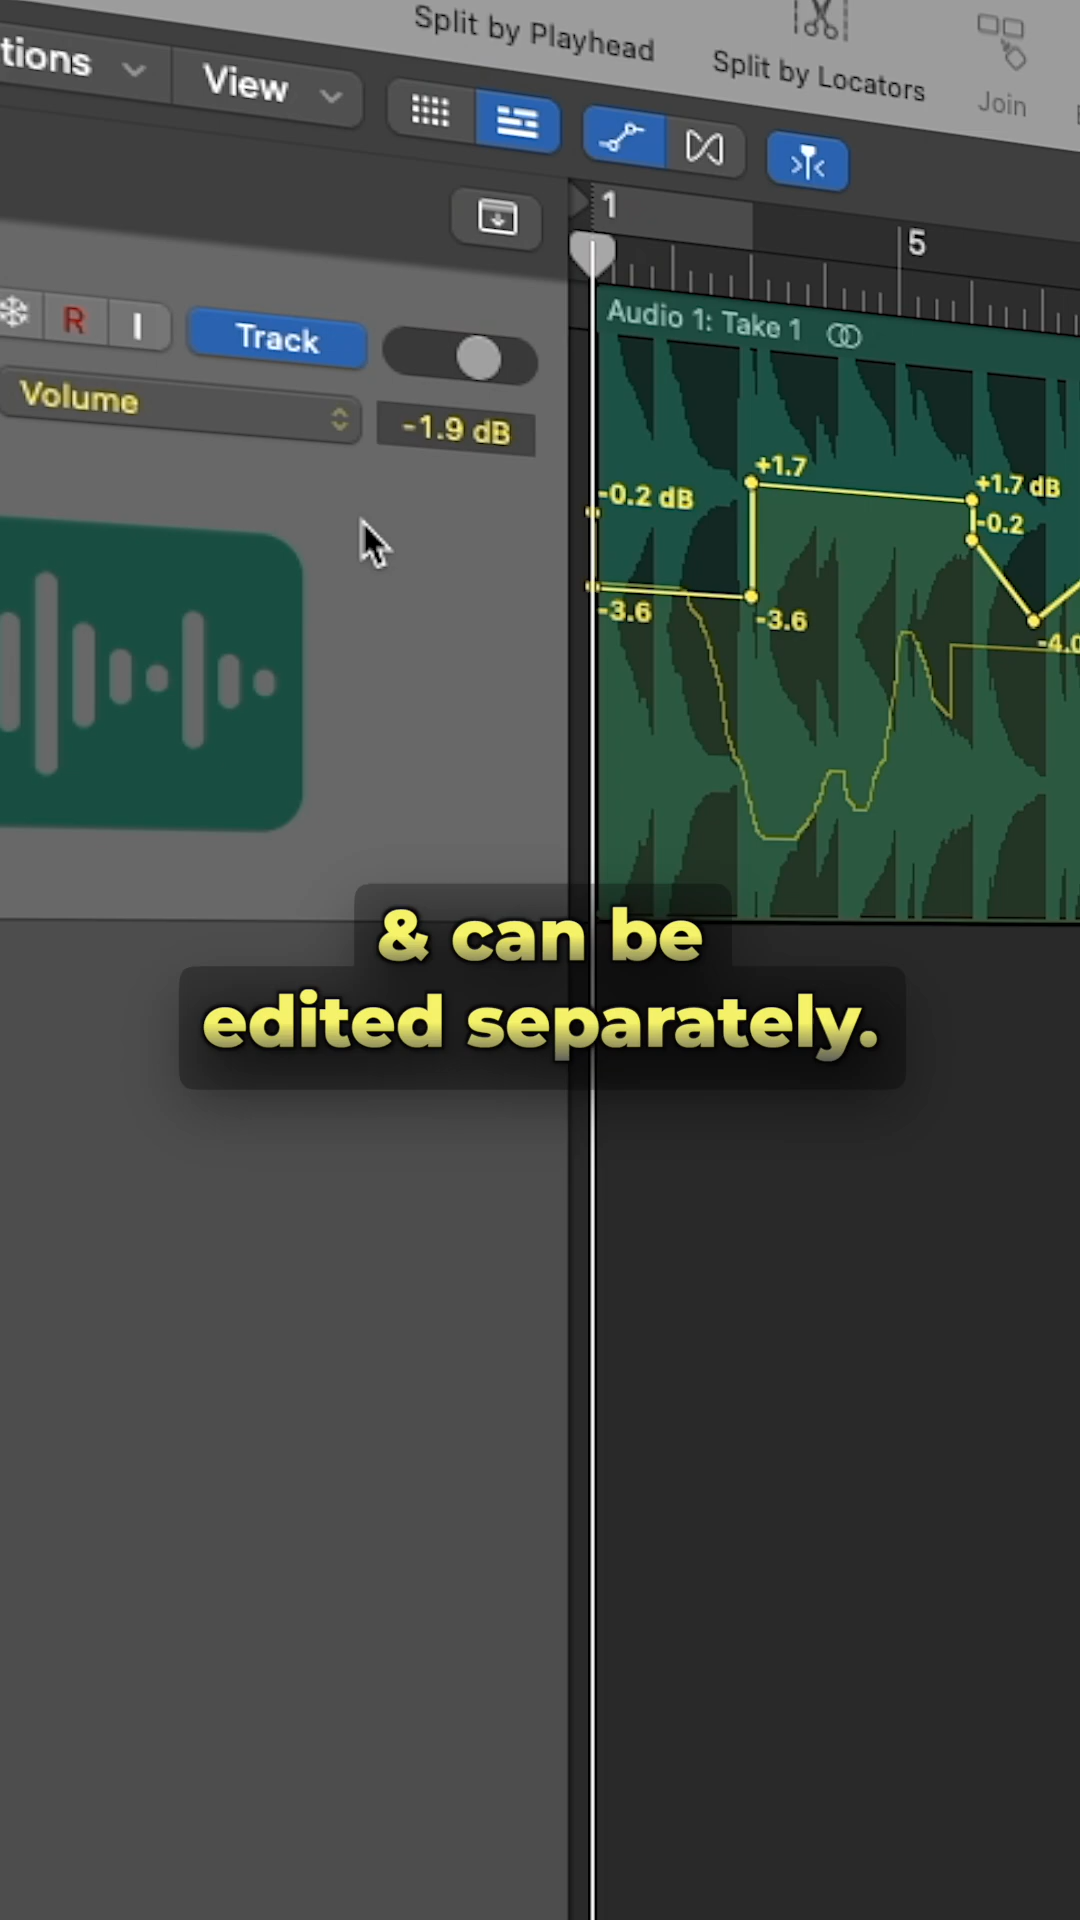 Split by Playhead
Split by Locators
Join
tions
View
1
5
R
I
Track
Audio 1: Take 1
Volume
-1.9 dB
+1.7
-0.2 dB
+1.7 dB
-0.2
-3.6
-3.6
-4.0
& can be
edited separately.